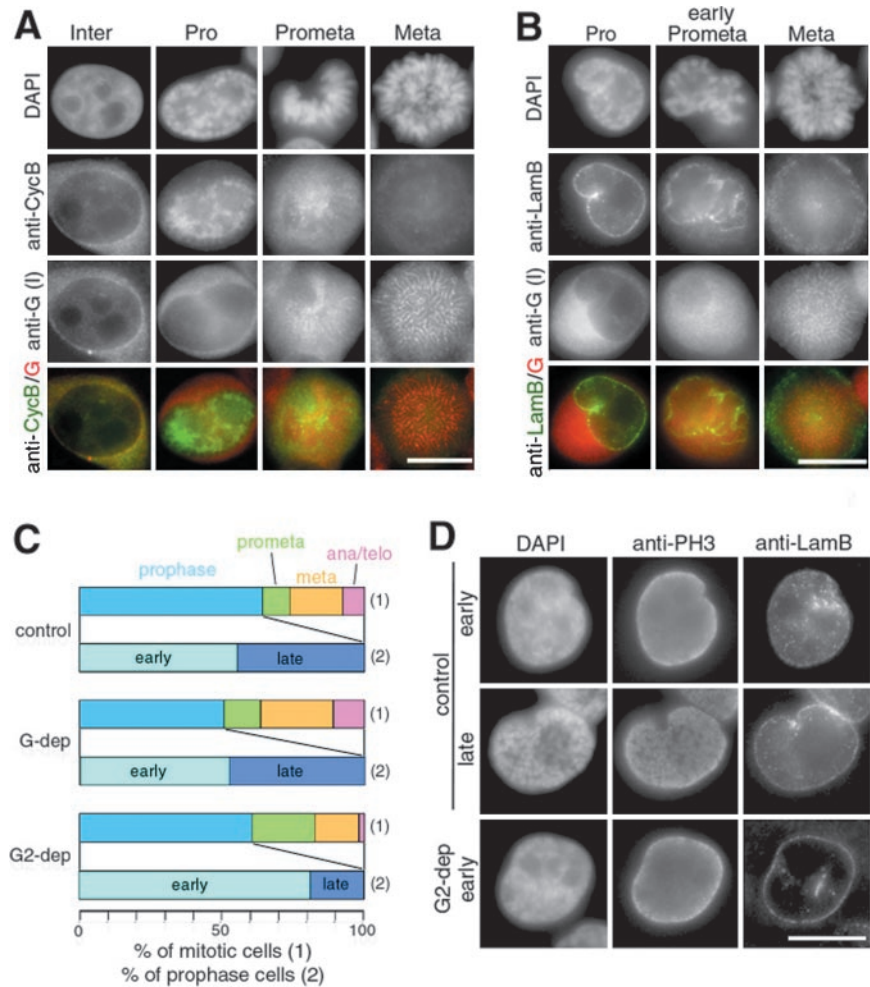 A
Inter
Pro
Prometa
Meta
DAPI
anti-CycB
anti-G (I)
anti-CycB/G
B
Pro
early
Prometa
Meta
DAPI
anti-LamB
anti-G (I)
anti-LamB/G
C
prophase
prometa
meta
ana/telo
control
(1)
early
late
(2)
G-dep
(1)
early
late
(2)
G2-dep
(1)
early
late
(2)
0
50
100
% of mitotic cells (1)
% of prophase cells (2)
D
DAPI
anti-PH3
anti-LamB
control
early
late
G2-dep
early